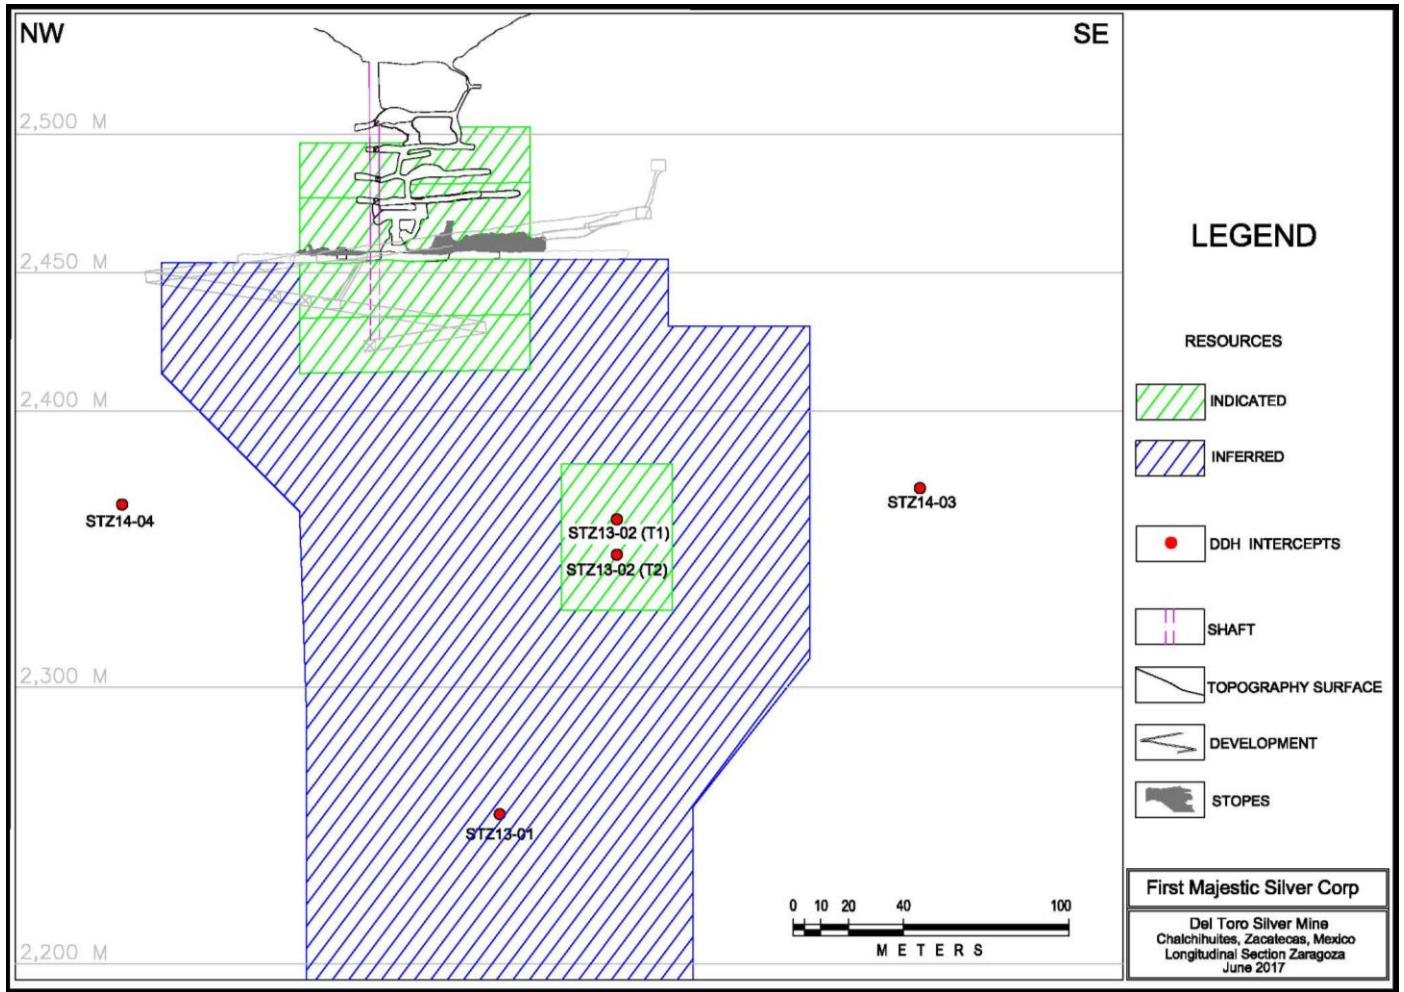 NW
SE
2,500 M
2,450 M
2,400 M
2,300 M
2,200 M
STZ14-04
STZ14-03
STZ13-02 (T1)
STZ13-02 (T2)
STZ13-01
0 10 20 40 100
METERS
LEGEND
RESOURCES
INDICATED
INFERRED
DDH INTERCEPTS
SHAFT
TOPOGRAPHY SURFACE
DEVELOPMENT
STOPES
First Majestic Silver Corp
Del Toro Silver Mine
Chalchihuites, Zacatecas, Mexico
Longitudinal Section Zaragoza
June 2017